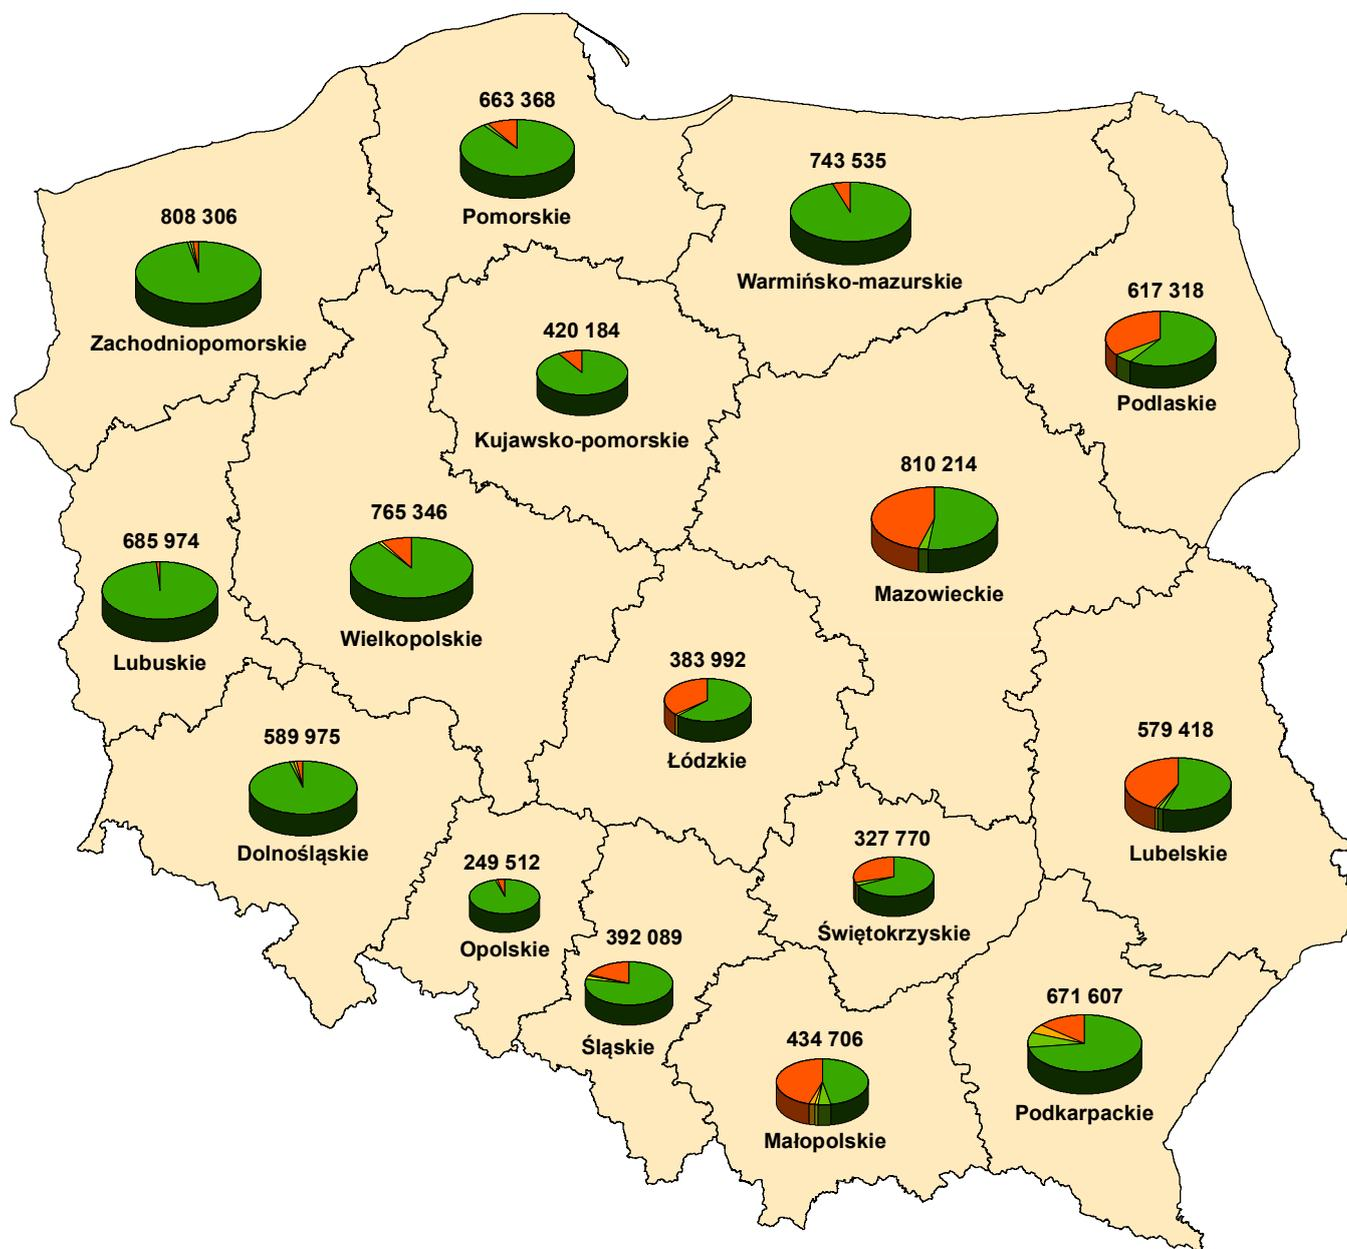 663 368
Pomorskie
743 535
Warmińsko-mazurskie
808 306
Zachodniopomorskie
617 318
Podlaskie
420 184
Kujawsko-pomorskie
810 214
Mazowieckie
765 346
Wielkopolskie
685 974
Lubuskie
383 992
Łódzkie
589 975
Dolnośląskie
579 418
Lubelskie
327 770
Świętokrzyskie
249 512
Opolskie
392 089
Śląskie
671 607
Podkarpackie
434 706
Małopolskie